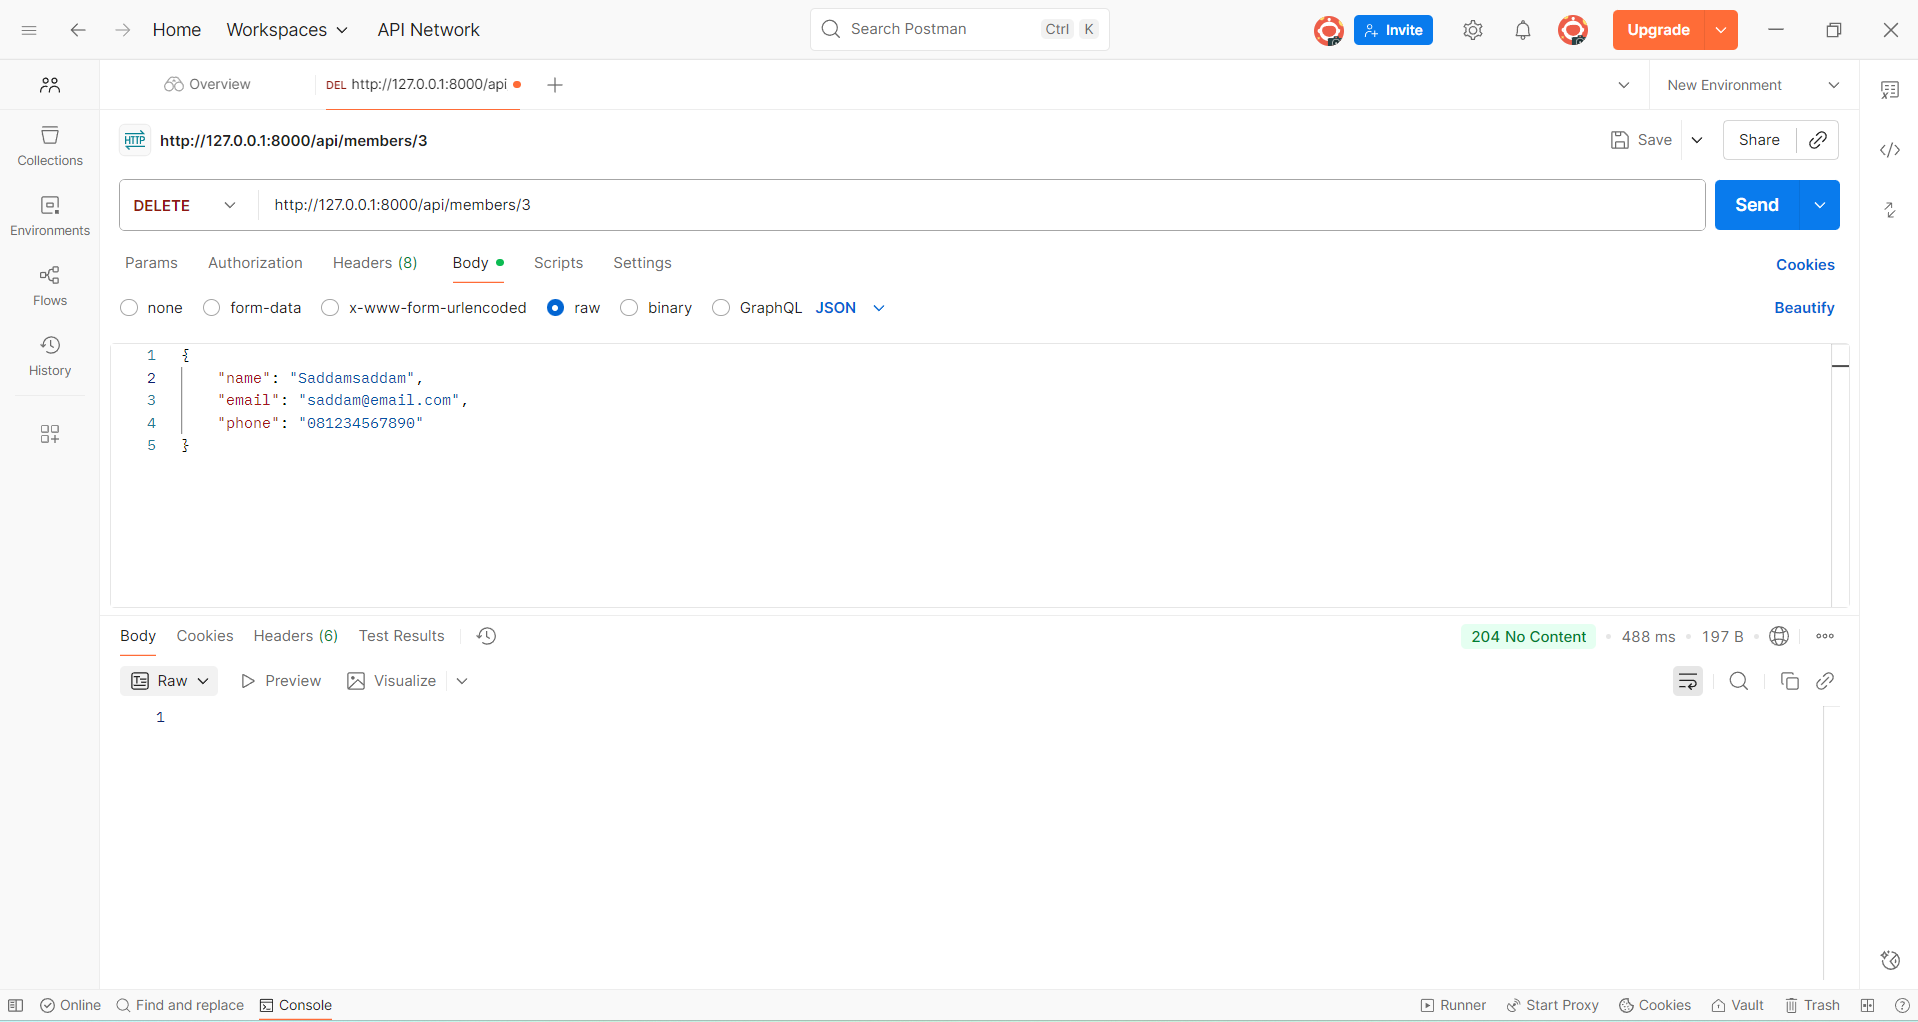 Home Workspaces API Network Search Postman Ctrl K Invite Upgrade
Overview DEL http://127.0.0.1:8000/api New Environment
HTTP http://127.0.0.1:8000/api/members/3 Save Share
Collections
DELETE http://127.0.0.1:8000/api/members/3 Send
Environments
Params Authorization Headers (8) Body Scripts Settings Cookies
Flows
none form-data x-www-form-urlencoded raw binary GraphQL JSON Beautify
History
1 {
2 "name": "Saddamsaddam",
3 "email": "saddam@email.com",
4 "phone": "081234567890"
5 }
Body Cookies Headers (6) Test Results 204 No Content 488 ms 197 B
Raw Preview Visualize
1
Online Find and replace Console Runner Start Proxy Cookies Vault Trash